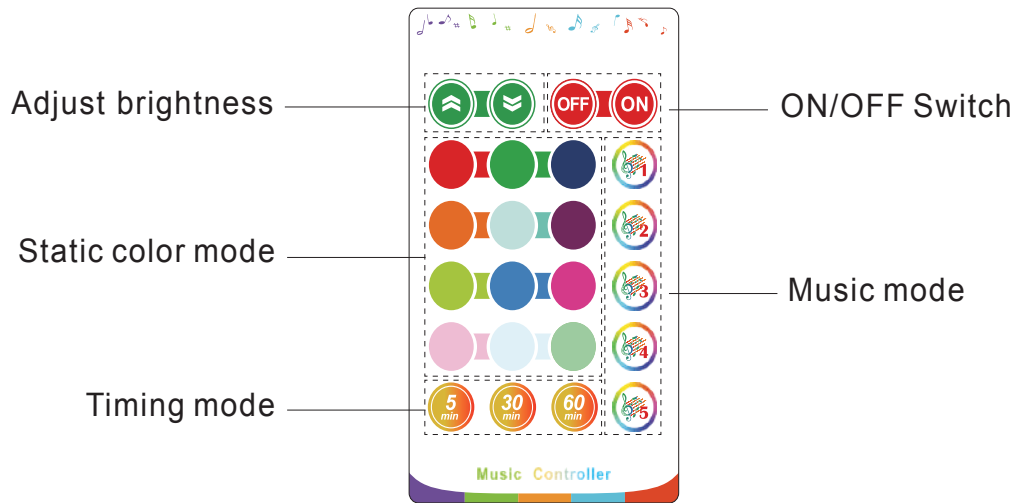 Adjust brightness
OFF
ON
ON/OFF Switch
1
2
Static color mode
3
Music mode
4
Timing mode
5
min
30
min
60
min
5
Music Controller